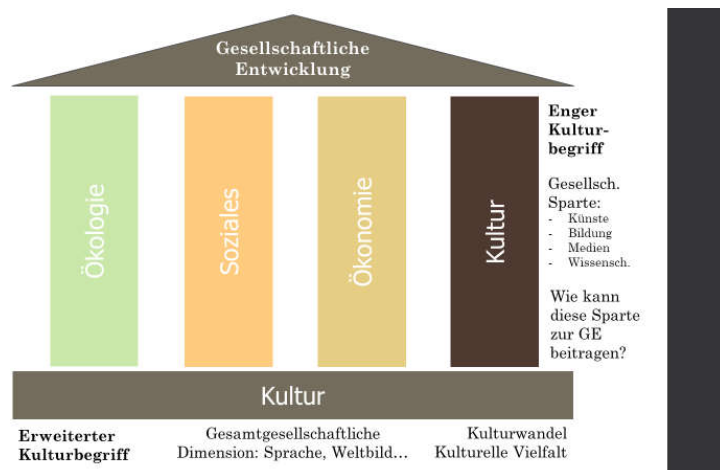 Gesellschaftliche
Entwicklung
Ökologie
Soziales
Ökonomie
Kultur
Enger
Kultur-
begriff
Gesellsch.
Sparte:
- Künste
- Bildung
- Medien
- Wissensch.
Wie kann
diese Sparte
zur GE
beitragen?
Kultur
Erweiterter
Kulturbegriff
Gesamtgesellschaftliche
Dimension: Sprache, Weltbild…
Kulturwandel
Kulturelle Vielfalt